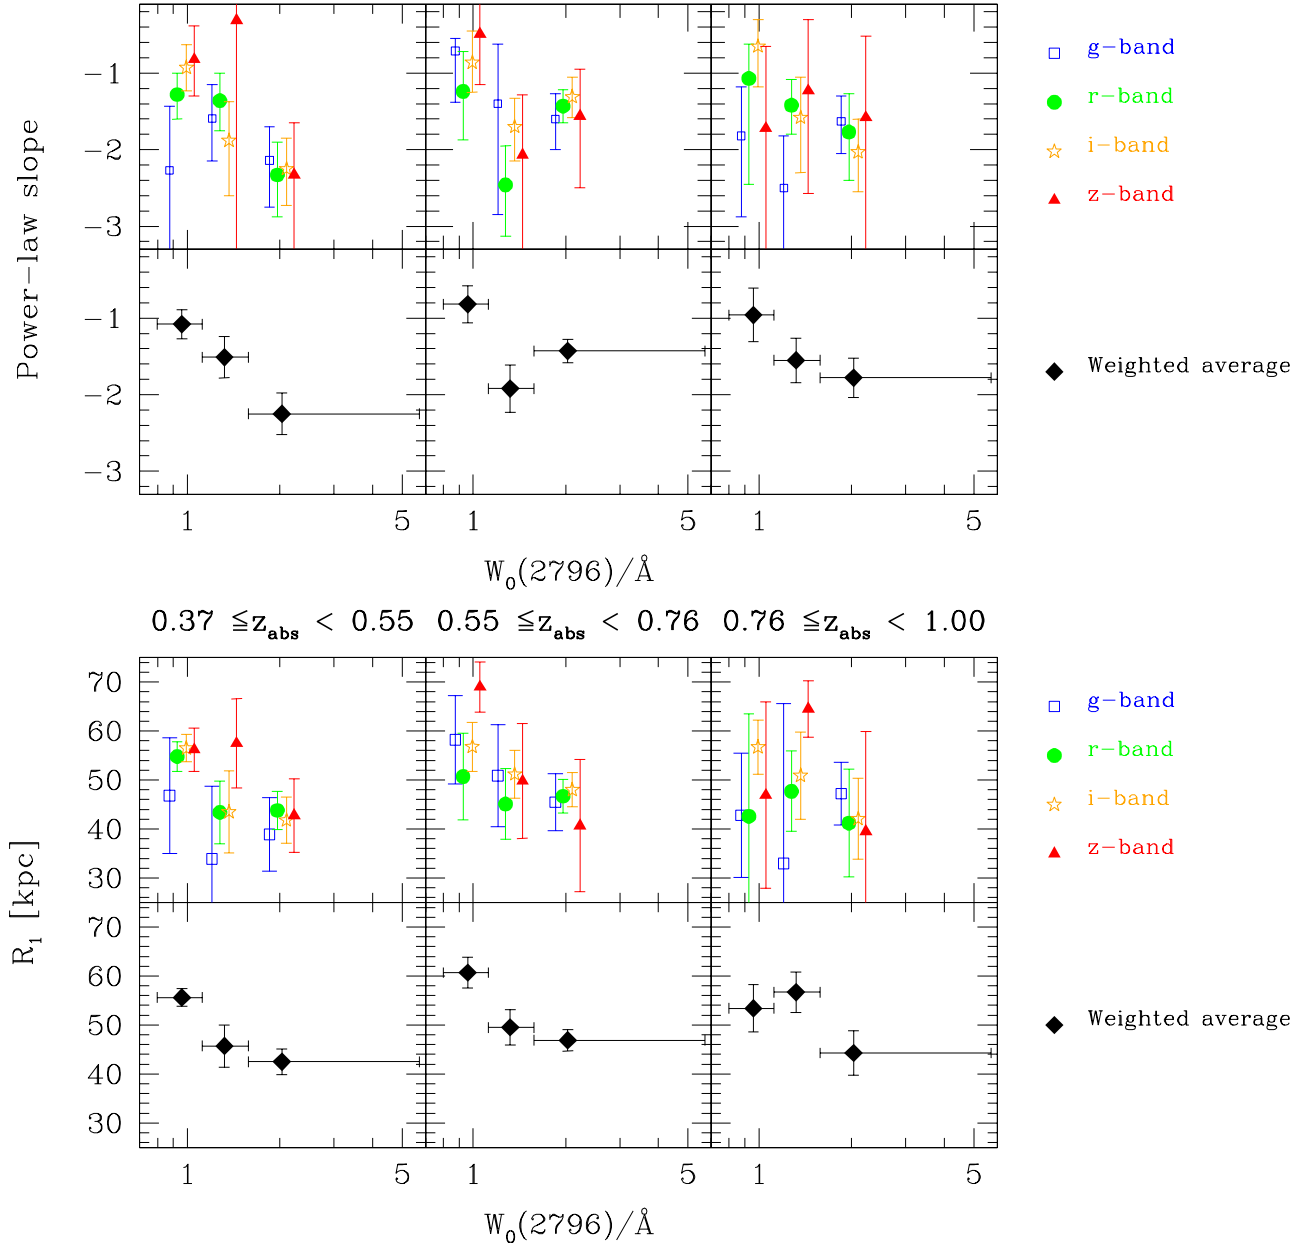 Power-law slope
-1
-2
-3
-1
-2
-3
g-band
r-band
i-band
z-band
Weighted average
1 5 1 5 1 5
W₀(2796)/Å
0.37 ≦z_abs < 0.55 0.55 ≦z_abs < 0.76 0.76 ≦z_abs < 1.00
R₁ [kpc]
70
60
50
40
30
70
60
50
40
30
g-band
r-band
i-band
z-band
Weighted average
1 5 1 5 1 5
W₀(2796)/Å